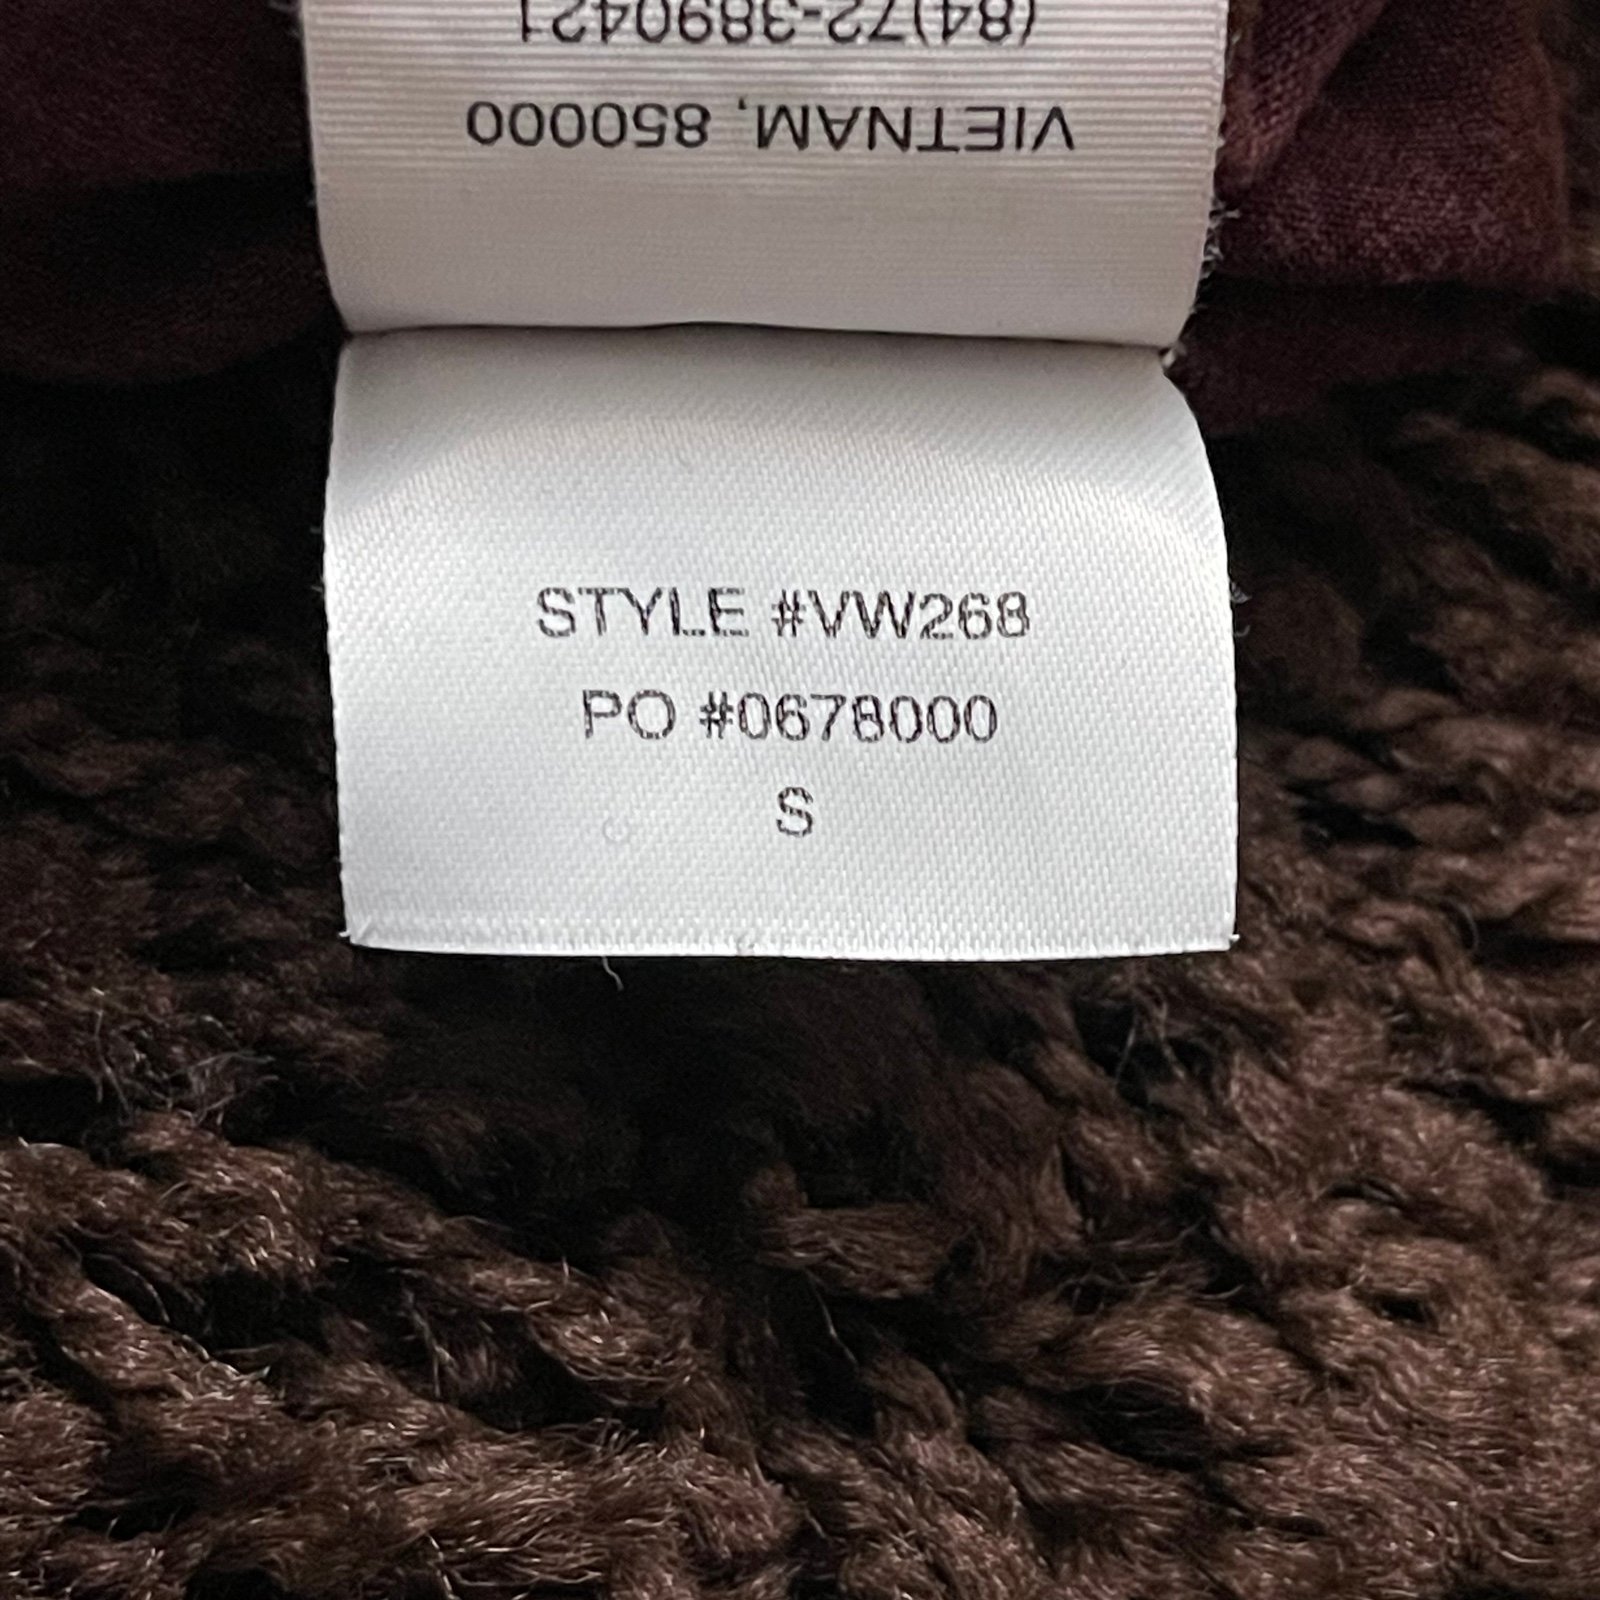 (84)72-3890421
VIETNAM, 850000
STYLE #VW268
PO #0678000
S